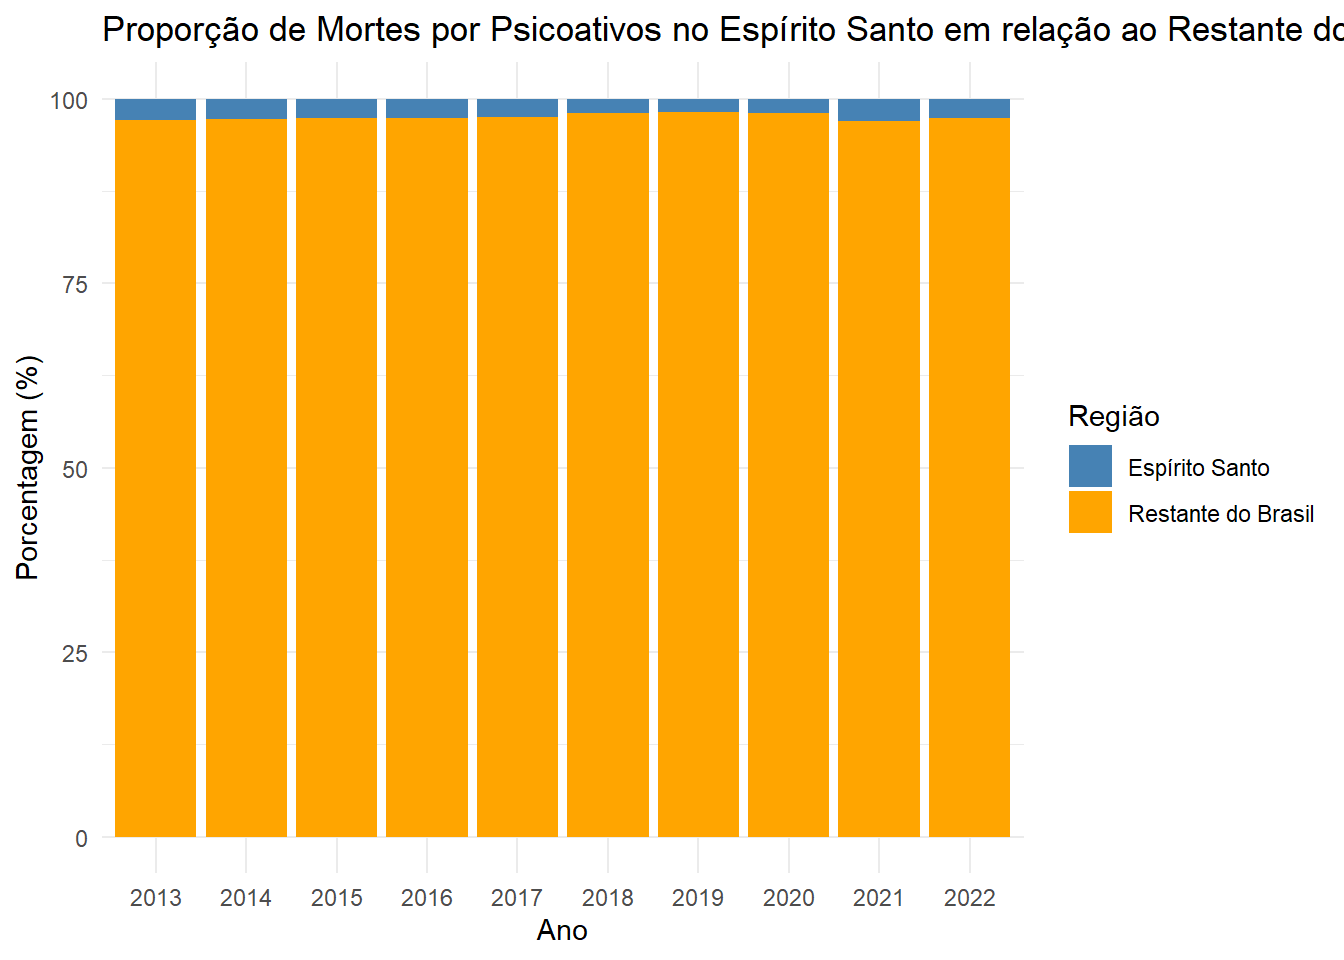 Proporção de Mortes por Psicoativos no Espírito Santo em relação ao Restante do
100
75
50
25
0
Porcentagem (%)
2013 2014 2015 2016 2017 2018 2019 2020 2021 2022
Ano
Região
Espírito Santo
Restante do Brasil